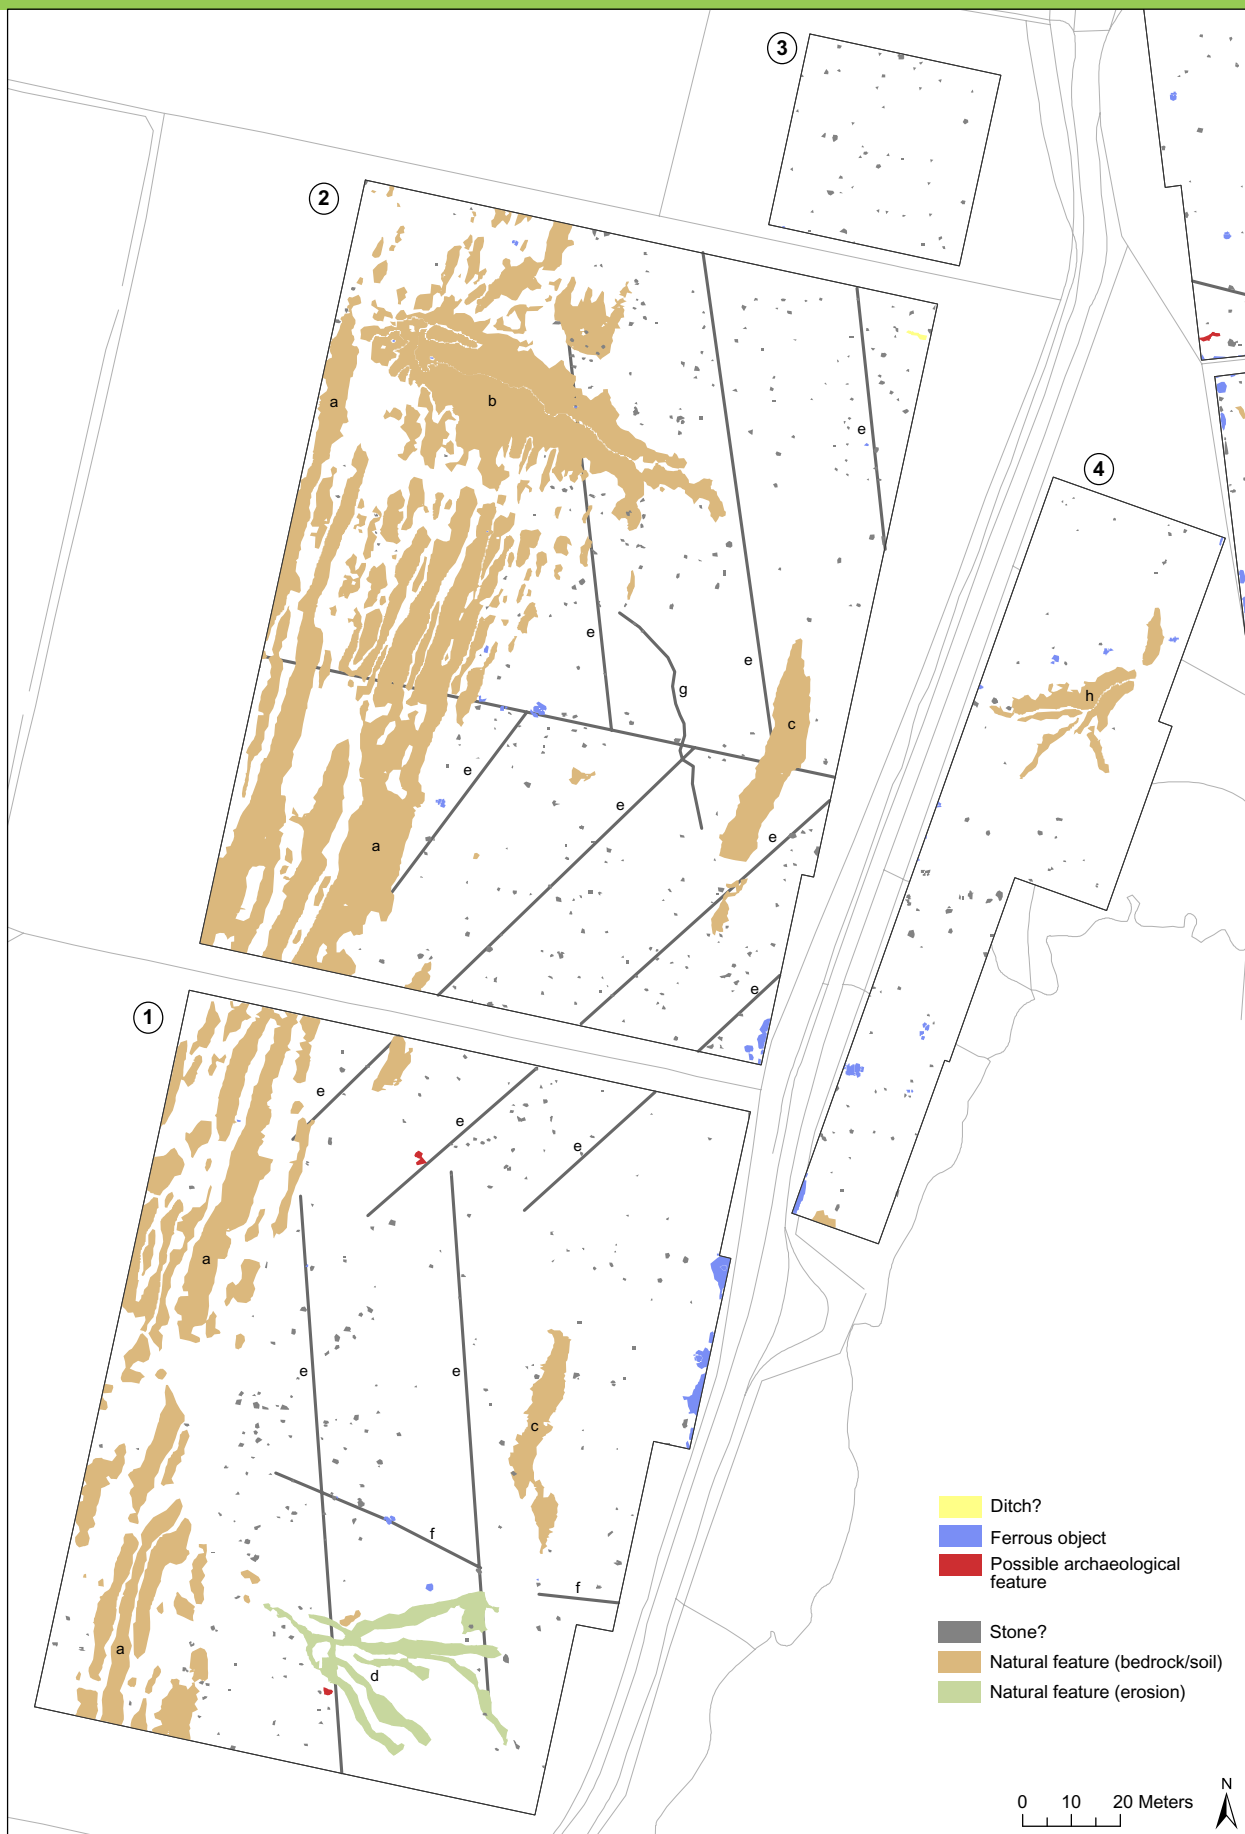 3
2
4
a
b
e
e
e
g
h
c
e
e
e
a
e
1
e
e
e
a
e
e
c
f
f
a
d
Ditch?
Ferrous object
Possible archaeological
feature
Stone?
Natural feature (bedrock/soil)
Natural feature (erosion)
N
0 10 20 Meters